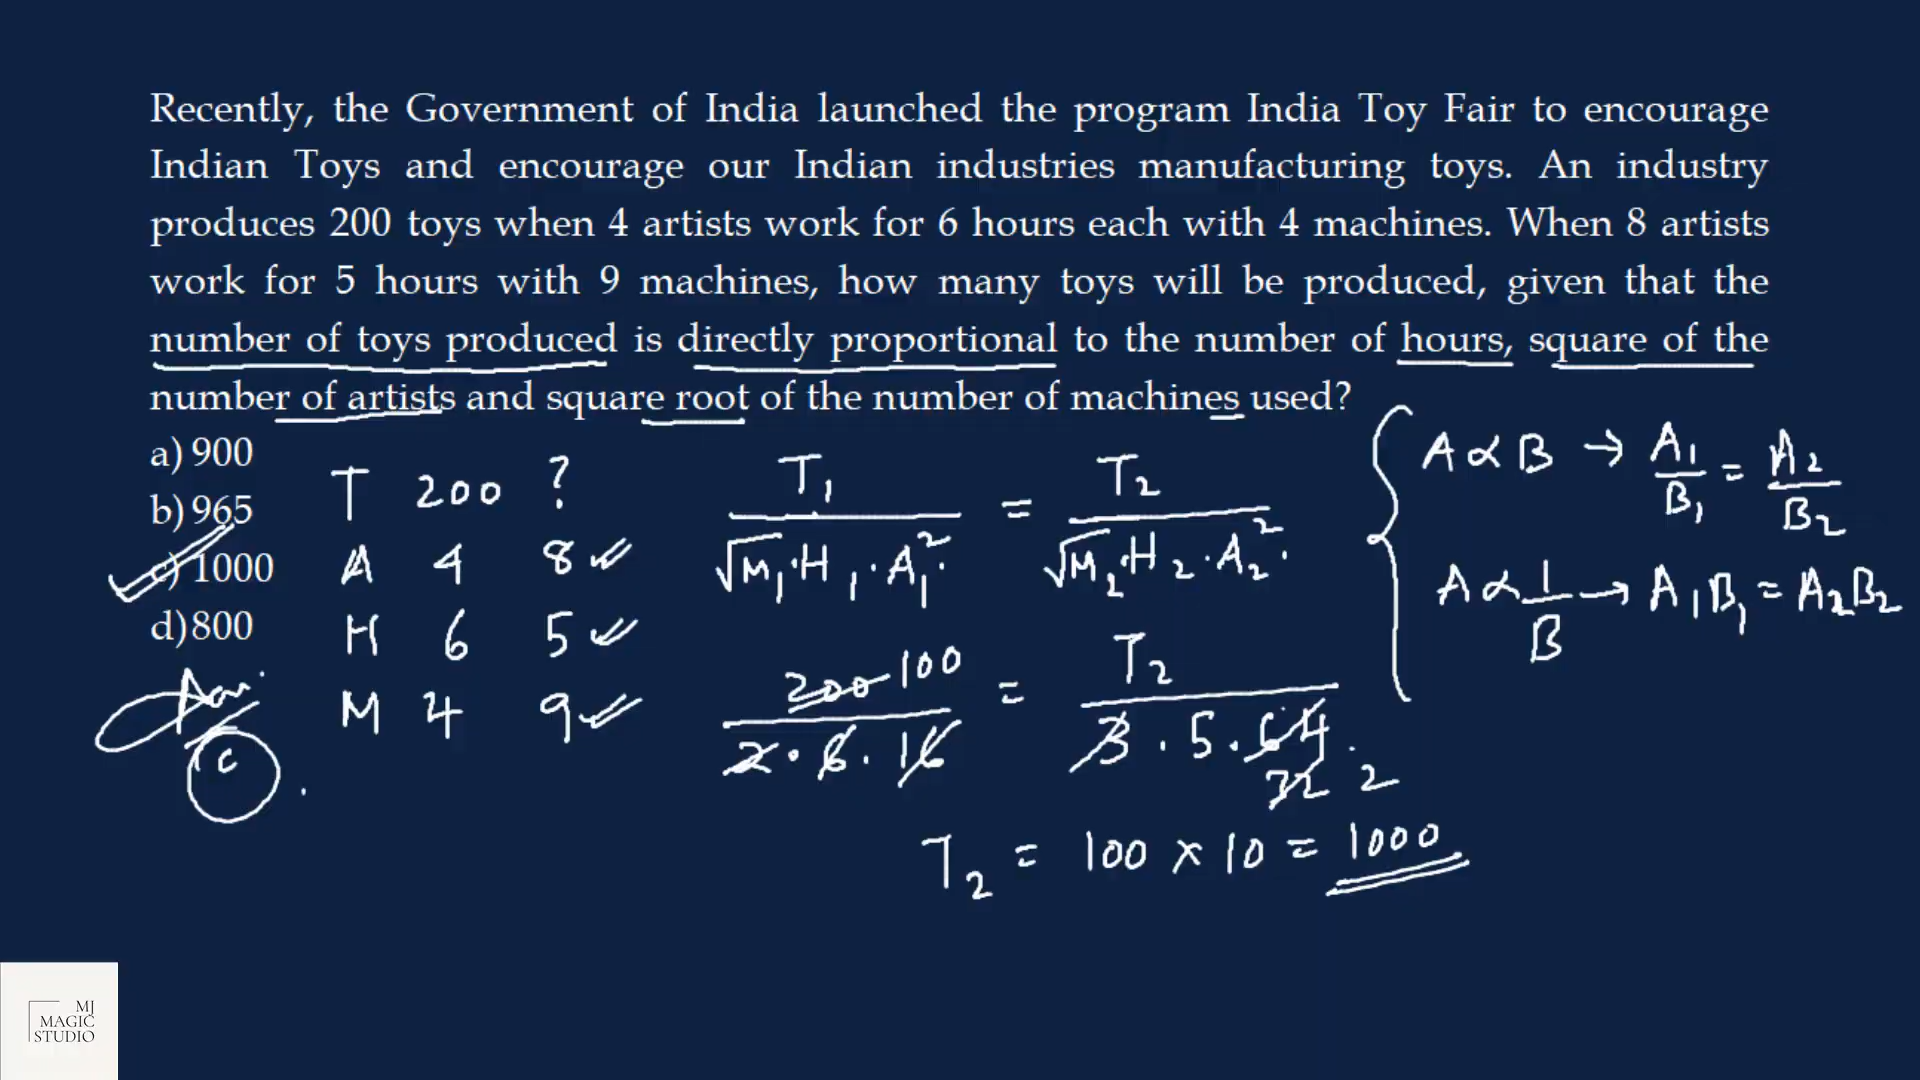 Recently, the Government of India launched the program India Toy Fair to encourage
Indian Toys and encourage our Indian industries manufacturing toys. An industry
produces 200 toys when 4 artists work for 6 hours each with 4 machines. When 8 artists
work for 5 hours with 9 machines, how many toys will be produced, given that the
number of toys produced is directly proportional to the number of hours, square of the
number of artists and square root of the number of machines used?
a) 900
b) 965
c) 1000
d) 800
T 200 ?
A 4 8
H 6 5
M 4 9
T₁ / √M₁·H₁·A₁². = T₂ / √M₂·H₂·A₂².
200 100 / 2·6·16 = T₂ / 3·5·64.
32 2
T₂ = 100 × 10 = 1000
A ∝ B → A₁/B₁ = A₂/B₂
A ∝ 1/B → A₁B₁ = A₂B₂
c
MJ
MAGIC
STUDIO